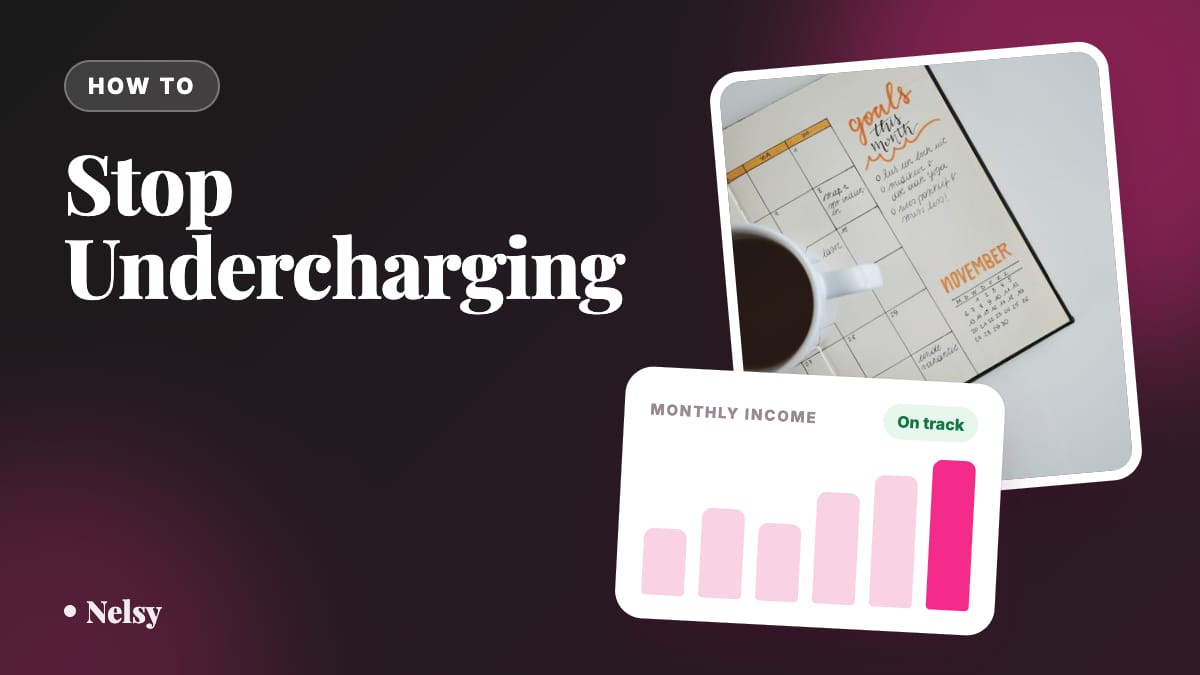 HOW TO
Stop
Undercharging
goals
this
month
NOVEMBER
M D W D V Z Z
MONTHLY INCOME
On track
Nelsy